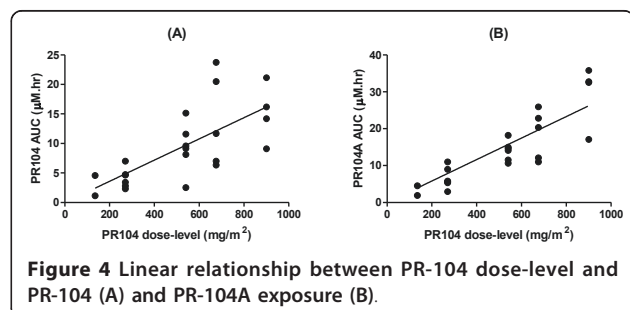 (A)
25
20
15
10
5
0
PR104 AUC (µM.hr)
0 200 400 600 800 1000
PR104 dose-level (mg/m²)
(B)
40
30
20
10
0
PR104A AUC (µM.hr)
0 200 400 600 800 1000
PR104 dose-level (mg/m²)
Figure 4 Linear relationship between PR-104 dose-level and
PR-104 (A) and PR-104A exposure (B).